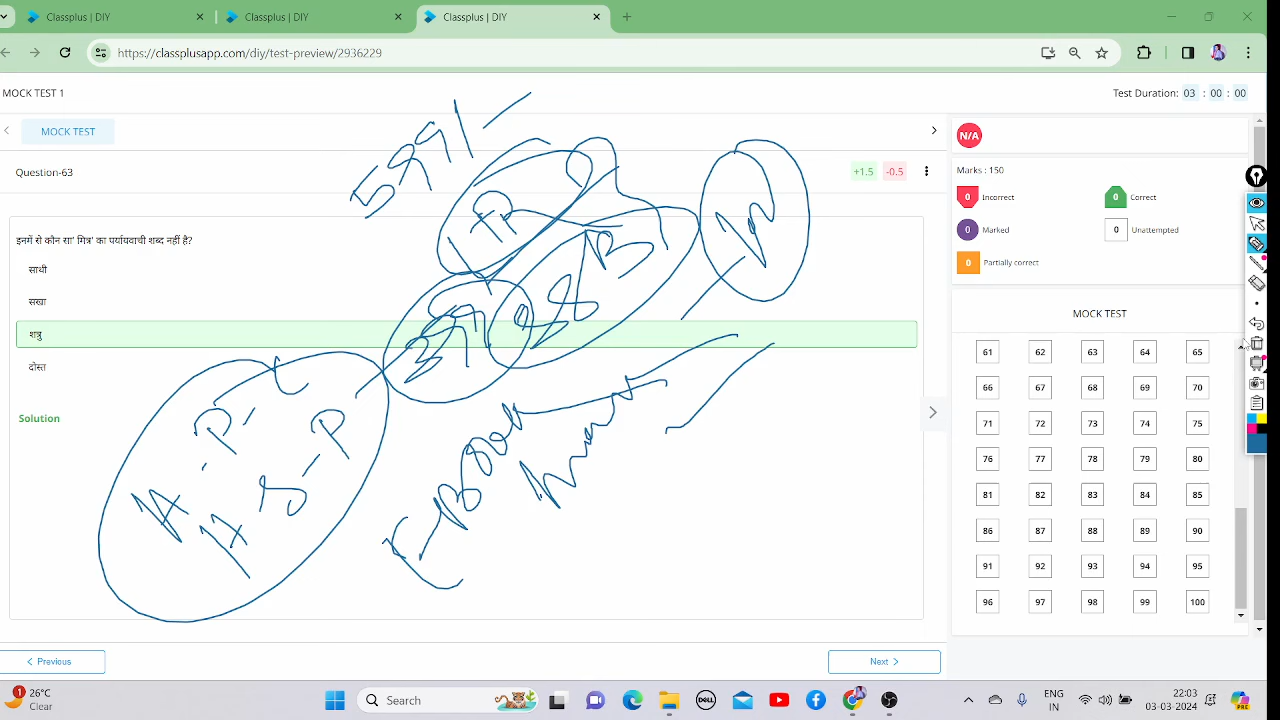 Classplus | DIY
Classplus | DIY
Classplus | DIY
classplusapp.com/diy/test-preview/2936229
MOCK TEST 1
Test Duration: 03 : 00 : 00
MOCK TEST
N/A
Question-63
+1.5
-0.5
Marks : 150
0 Incorrect
0 Correct
0 Marked
0 Unattempted
0 Partially correct
इनमें से कौन सा' मित्र' का पर्यायवाची शब्द नहीं है?
साथी
सखा
शत्रु
दोस्त
Solution
599/-
MOCK TEST
61 62 63 64 65
66 67 68 69 70
71 72 73 74 75
76 77 78 79 80
81 82 83 84 85
86 87 88 89 90
91 92 93 94 95
96 97 98 99 100
Previous
Next
1
26°C
Clear
Search
DELL
ENG
IN
22:03
03-03-2024
PRE